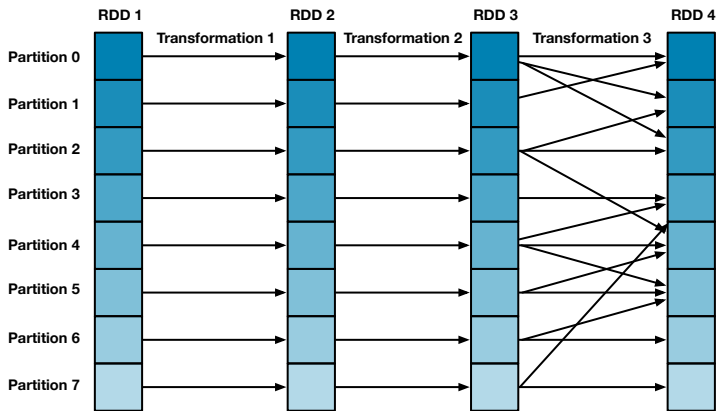 RDD 1 RDD 2 RDD 3 RDD 4
Transformation 1 Transformation 2 Transformation 3
Partition 0
Partition 1
Partition 2
Partition 3
Partition 4
Partition 5
Partition 6
Partition 7